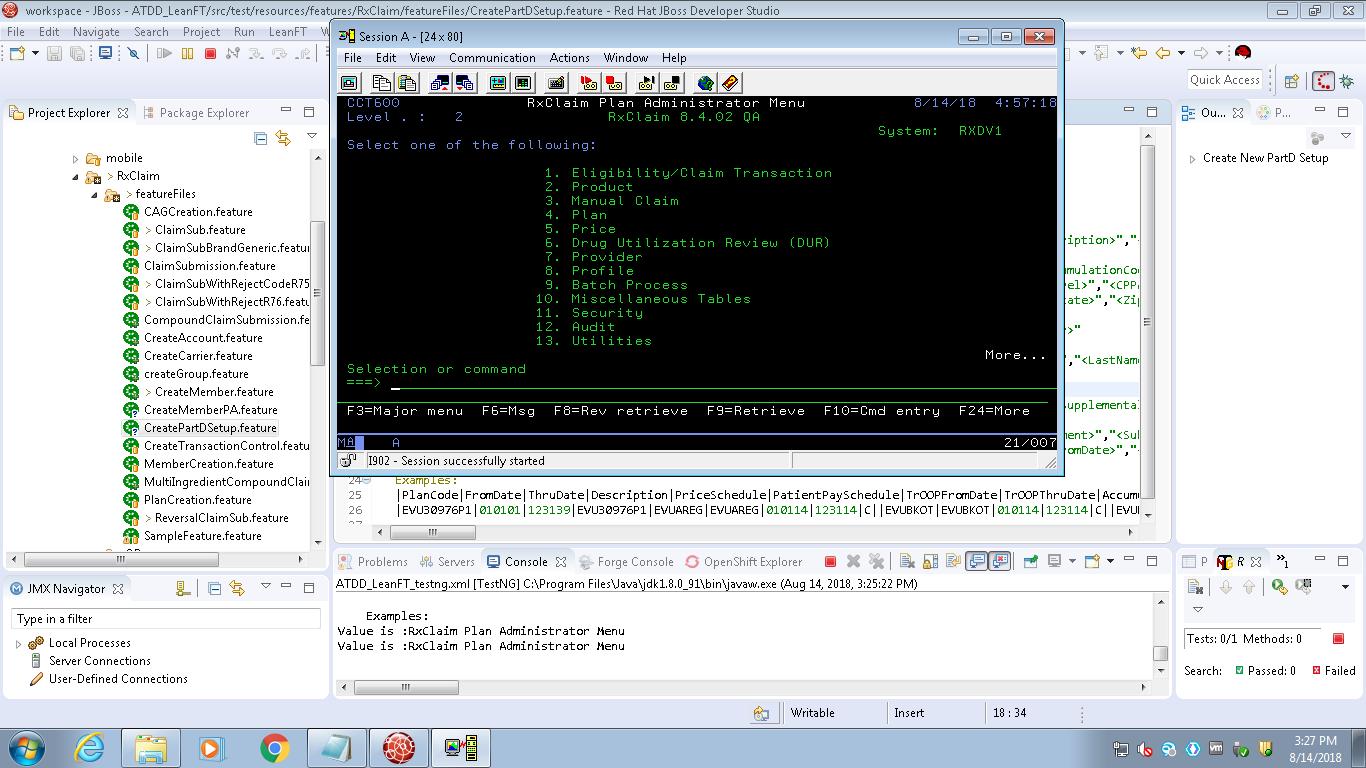 workspace - JBoss - ATDD_LeanFT/src/test/resources/features/RxClaim/featureFiles/CreatePartDSetup.feature - Red Hat JBoss Developer Studio
File Edit Navigate Search Project Run LeanFT
Quick Access
Project Explorer Package Explorer
mobile
> RxClaim
> featureFiles
CAGCreation.feature
> ClaimSub.feature
> ClaimSubBrandGeneric.featur
ClaimSubmission.feature
> ClaimSubWithRejectCodeR75
> ClaimSubWithRejectR76.featu
CompoundClaimSubmission.fe
CreateAccount.feature
CreateCarrier.feature
createGroup.feature
> CreateMember.feature
CreateMemberPA.feature
CreatePartDSetup.feature
CreateTransactionControl.feature
MemberCreation.feature
MultiIngredientCompoundClai
PlanCreation.feature
> ReversalClaimSub.feature
SampleFeature.feature
JMX Navigator
Type in a filter
Local Processes
Server Connections
User-Defined Connections
Session A - [24 x 80]
File Edit View Communication Actions Window Help
CCT600 RxClaim Plan Administrator Menu 8/14/18 4:57:18
Level . : 2 RxClaim 8.4.02 QA
System: RXDV1
Select one of the following:
1. Eligibility/Claim Transaction
2. Product
3. Manual Claim
4. Plan
5. Price
6. Drug Utilization Review (DUR)
7. Provider
8. Profile
9. Batch Process
10. Miscellaneous Tables
11. Security
12. Audit
13. Utilities
More...
Selection or command
===>
F3=Major menu F6=Msg F8=Rev retrieve F9=Retrieve F10=Cmd entry F24=More
MA A 21/007
I902 - Session successfully started
ription>","<
umulationCo
el>","<CPP
ate>","<Zip
>"
","<LastNam
upplementa
ment>","<Su
omDate>","<
24 Examples:
25 |PlanCode|FromDate|ThruDate|Description|PriceSchedule|PatientPaySchedule|TrOOPFromDate|TrOOPThruDate|Accum
26 |EVU30976P1|010101|123139|EVU30976P1|EVUAREG|EVUAREG|010114|123114|C||EVUBKOT|EVUBKOT|010114|123114|C||EVU
Problems Servers Console Forge Console OpenShift Explorer
ATDD_LeanFT_testng.xml [TestNG] C:\Program Files\Java\jdk1.8.0_91\bin\javaw.exe (Aug 14, 2018, 3:25:22 PM)
Examples:
Value is :RxClaim Plan Administrator Menu
Value is :RxClaim Plan Administrator Menu
Ou... P...
Create New PartD Setup
P R »1
Tests: 0/1 Methods: 0
Search: Passed: 0 Failed
Writable Insert 18 : 34
3:27 PM
8/14/2018